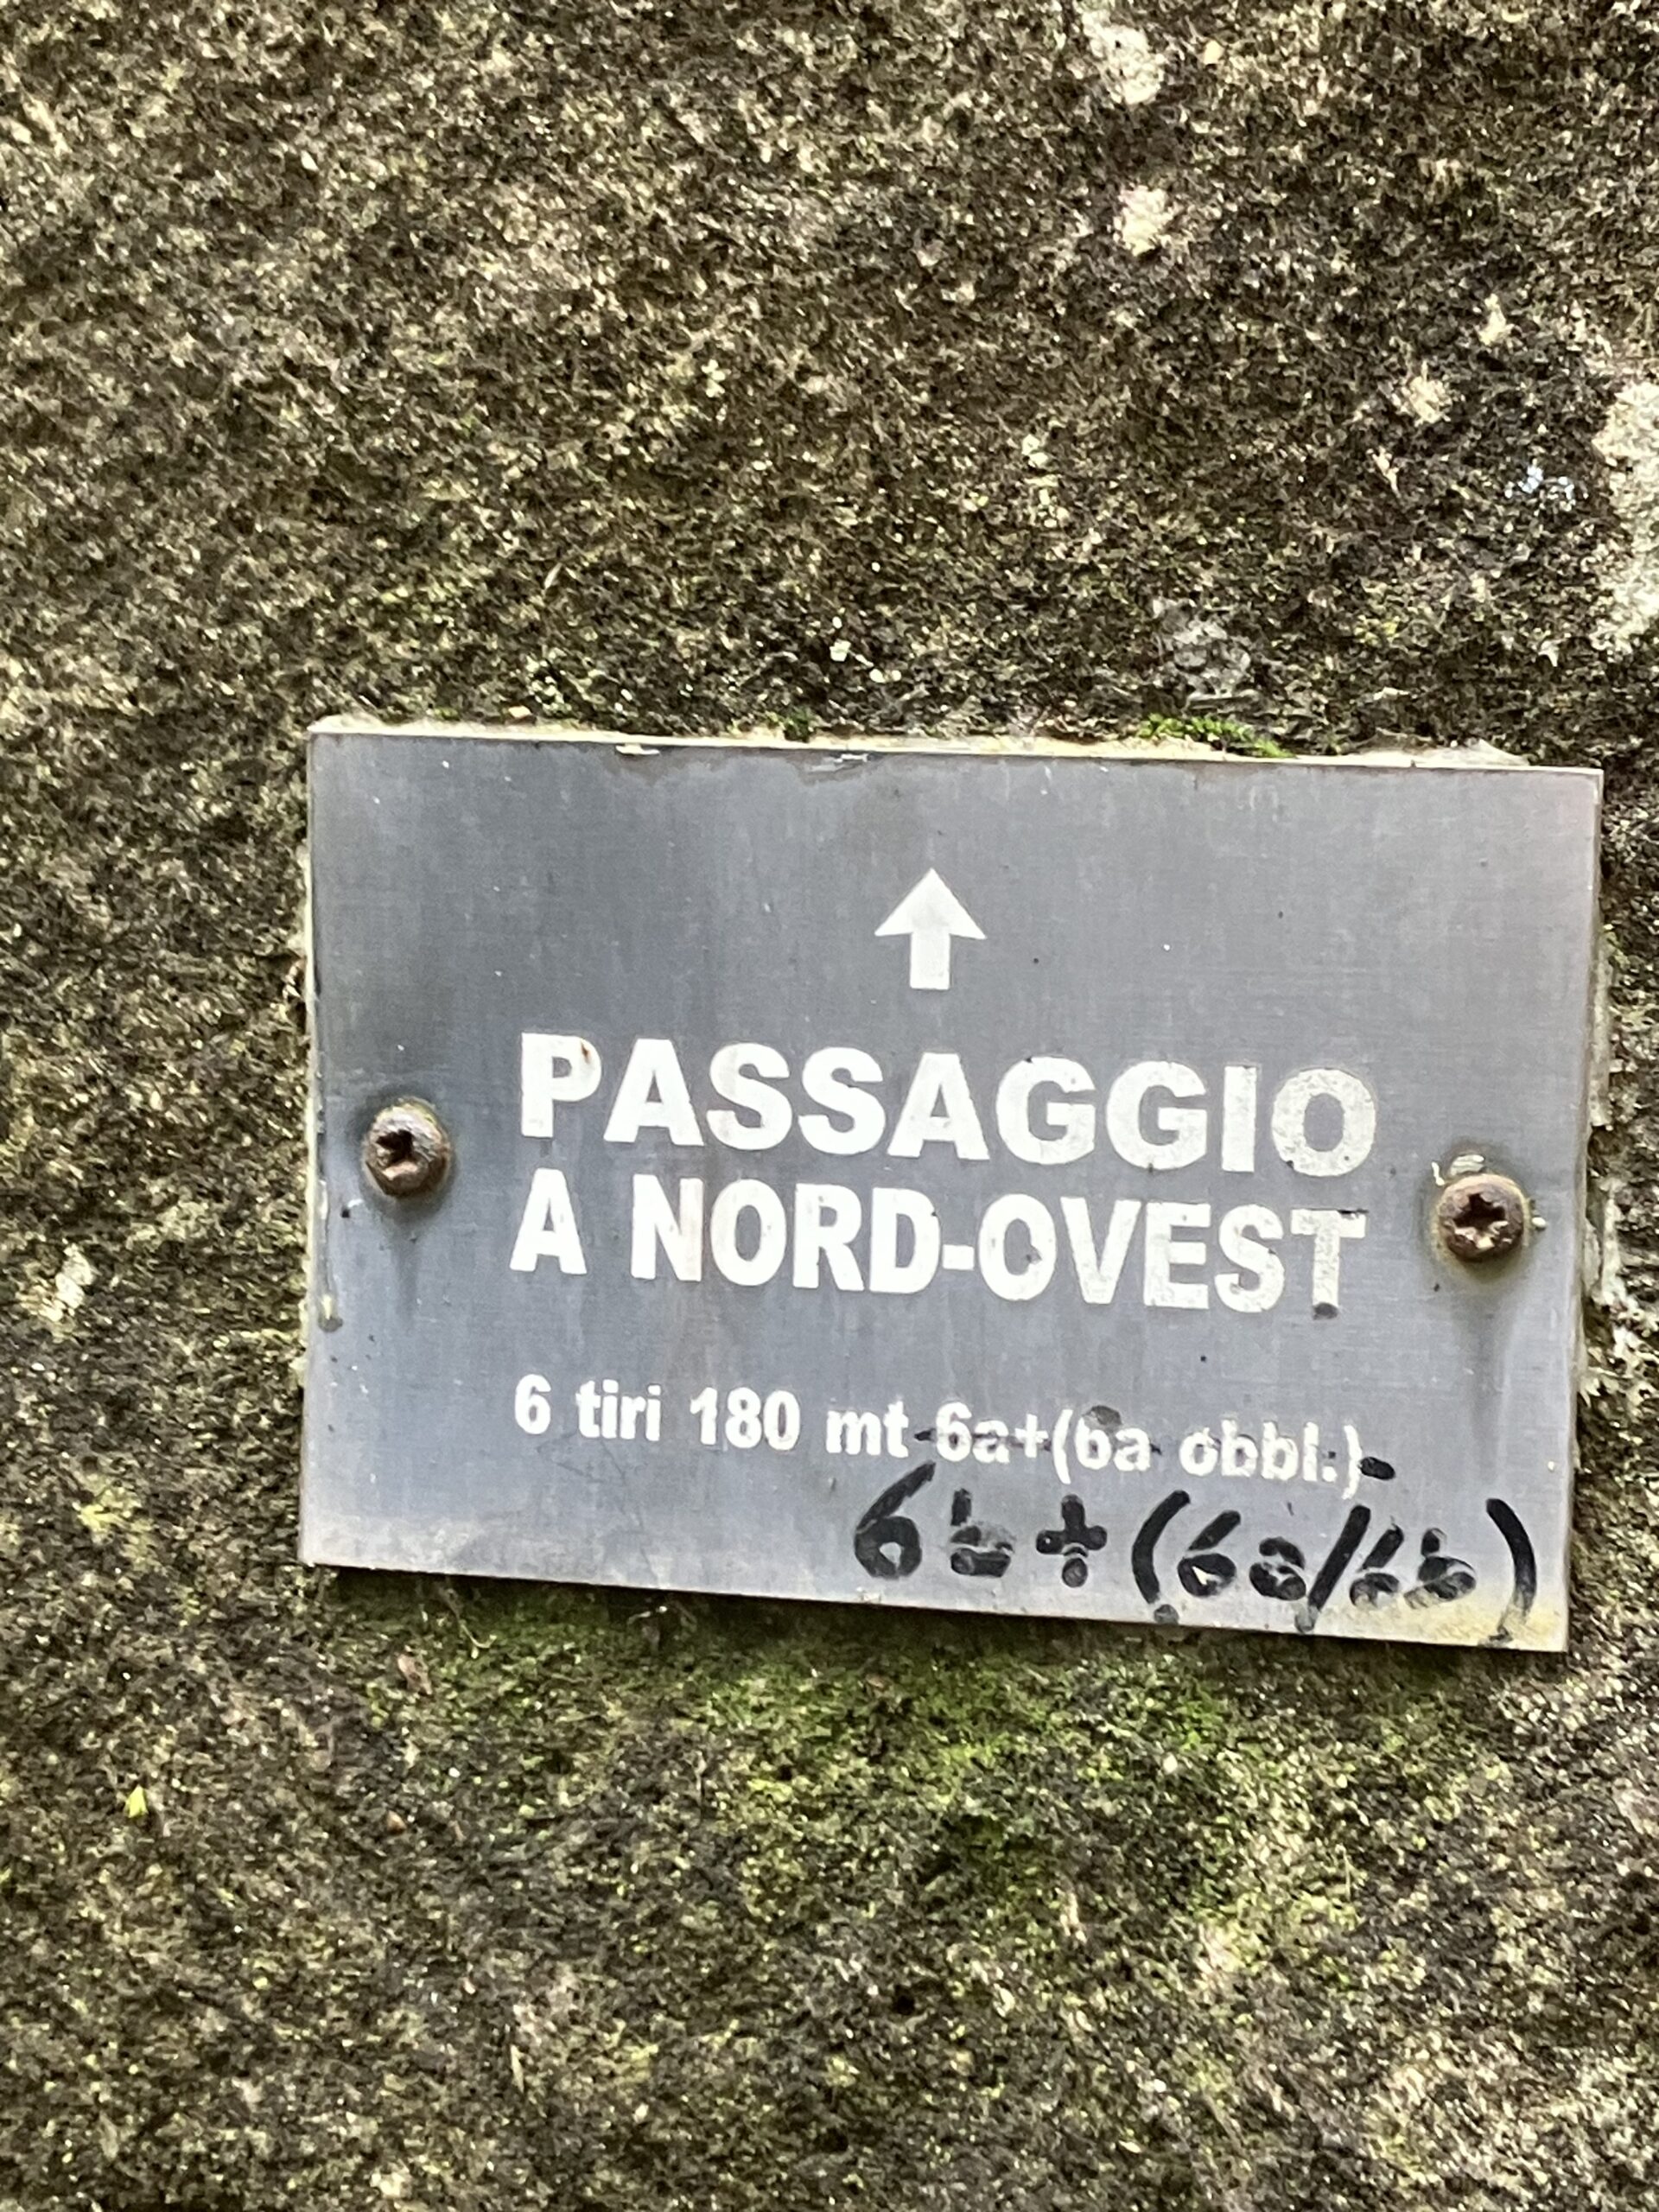 PASSAGGIO
A NORD-OVEST
6 tiri 180 mt 6a+(6a obbl.)
6b+(6a/6b)